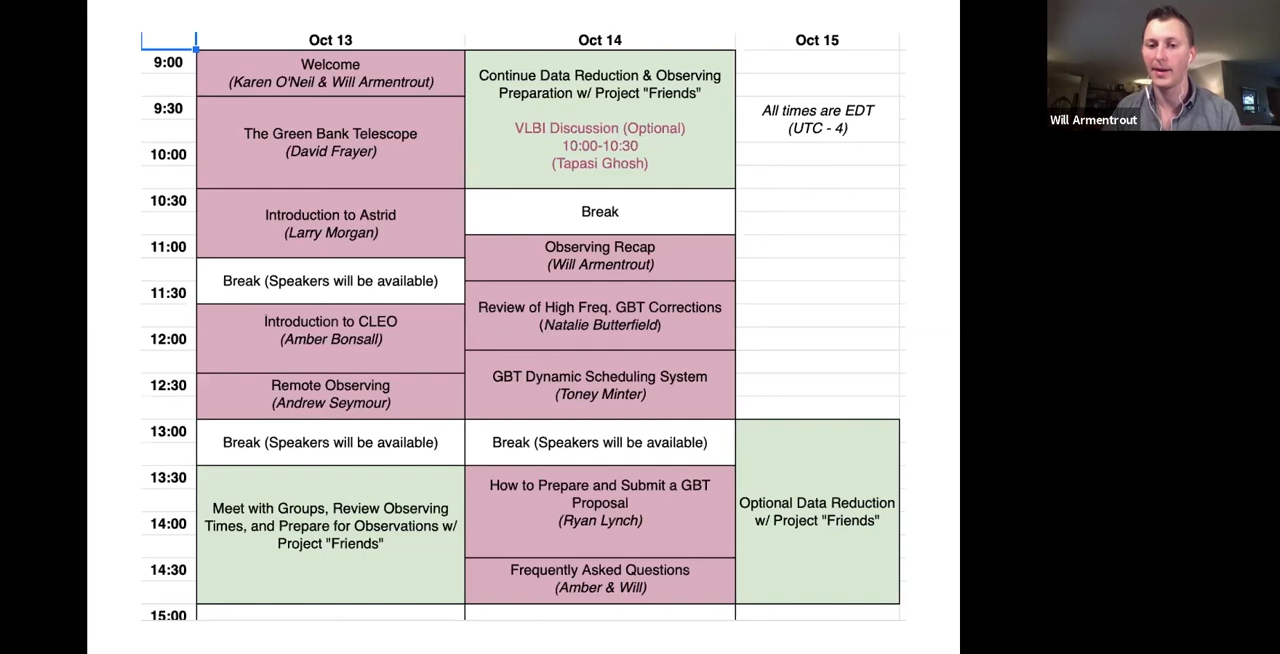 Oct 13
Oct 14
Oct 15
9:00
9:30
10:00
10:30
11:00
11:30
12:00
12:30
13:00
13:30
14:00
14:30
15:00
Welcome
(Karen O'Neil & Will Armentrout)
The Green Bank Telescope
(David Frayer)
Introduction to Astrid
(Larry Morgan)
Break (Speakers will be available)
Introduction to CLEO
(Amber Bonsall)
Remote Observing
(Andrew Seymour)
Break (Speakers will be available)
Meet with Groups, Review Observing
Times, and Prepare for Observations w/
Project "Friends"
Continue Data Reduction & Observing
Preparation w/ Project "Friends"
VLBI Discussion (Optional)
10:00-10:30
(Tapasi Ghosh)
Break
Observing Recap
(Will Armentrout)
Review of High Freq. GBT Corrections
(Natalie Butterfield)
GBT Dynamic Scheduling System
(Toney Minter)
Break (Speakers will be available)
How to Prepare and Submit a GBT
Proposal
(Ryan Lynch)
Frequently Asked Questions
(Amber & Will)
All times are EDT
(UTC - 4)
Optional Data Reduction
w/ Project "Friends"
Will Armentrout